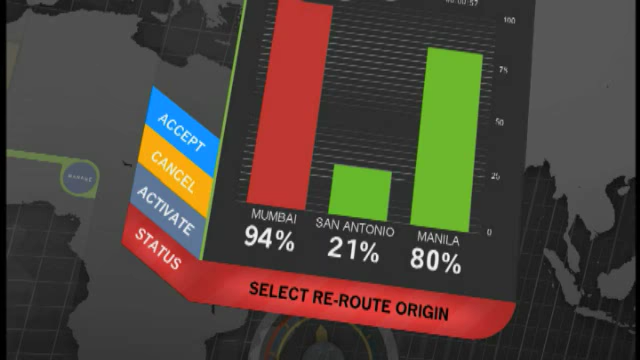 100
75
50
25
0
ACCEPT
CANCEL
ACTIVATE
STATUS
MUMBAI
94%
SAN ANTONIO
21%
MANILA
80%
SELECT RE-ROUTE ORIGIN